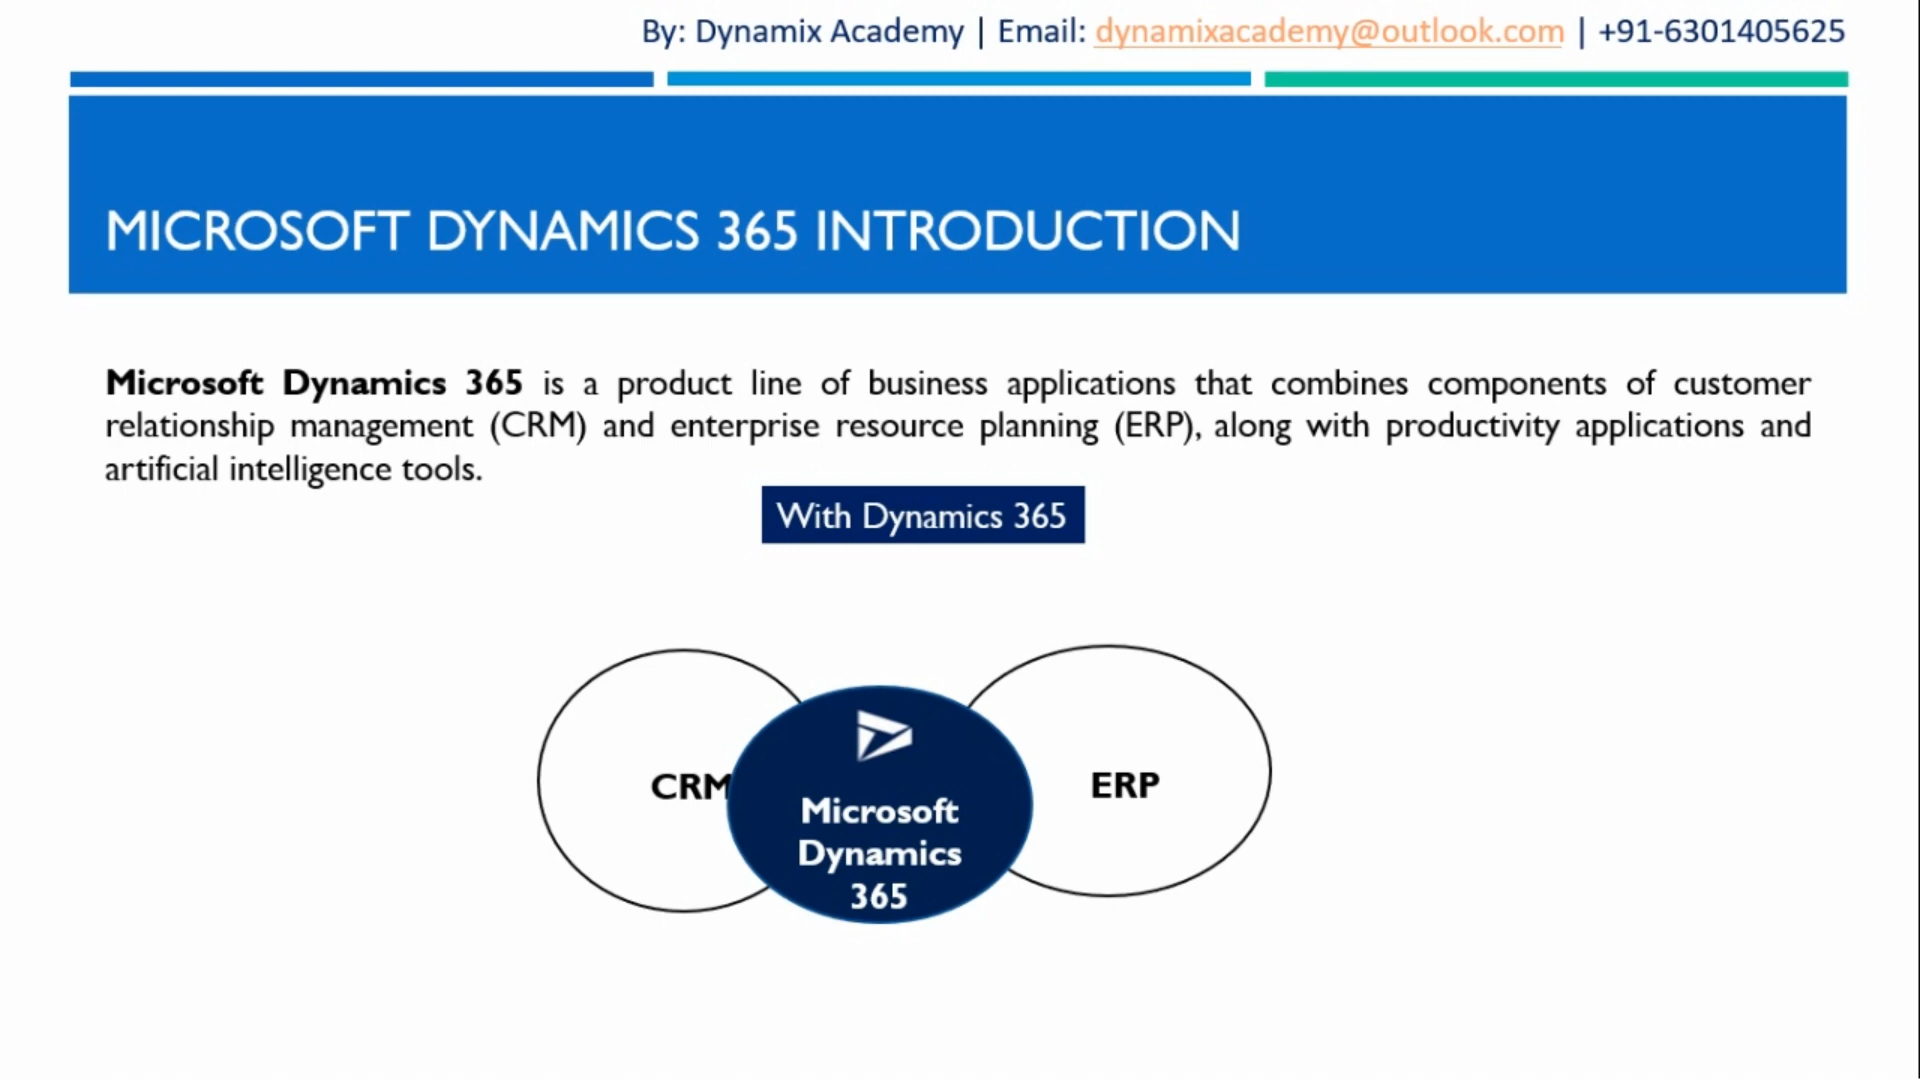 By: Dynamix Academy | Email: dynamixacademy@outlook.com | +91-6301405625
MICROSOFT DYNAMICS 365 INTRODUCTION
Microsoft Dynamics 365 is a product line of business applications that combines components of customer
relationship management (CRM) and enterprise resource planning (ERP), along with productivity applications and
artificial intelligence tools.
With Dynamics 365
CRM
Microsoft
Dynamics
365
ERP